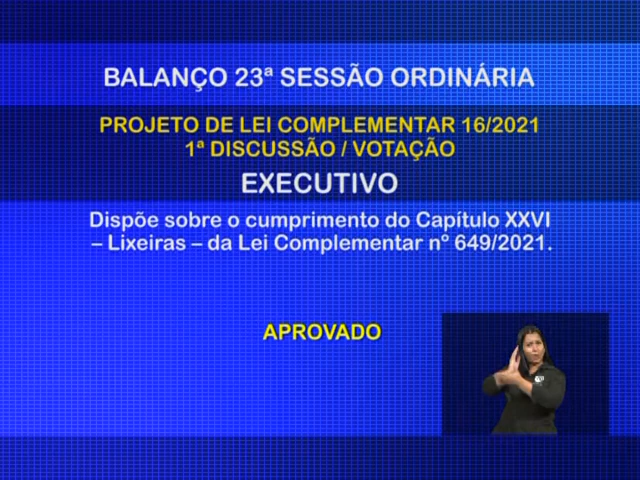 BALANÇO 23ª SESSÃO ORDINÁRIA
PROJETO DE LEI COMPLEMENTAR 16/2021
1ª DISCUSSÃO / VOTAÇÃO
EXECUTIVO
Dispõe sobre o cumprimento do Capítulo XXVI
– Lixeiras – da Lei Complementar nº 649/2021.
APROVADO